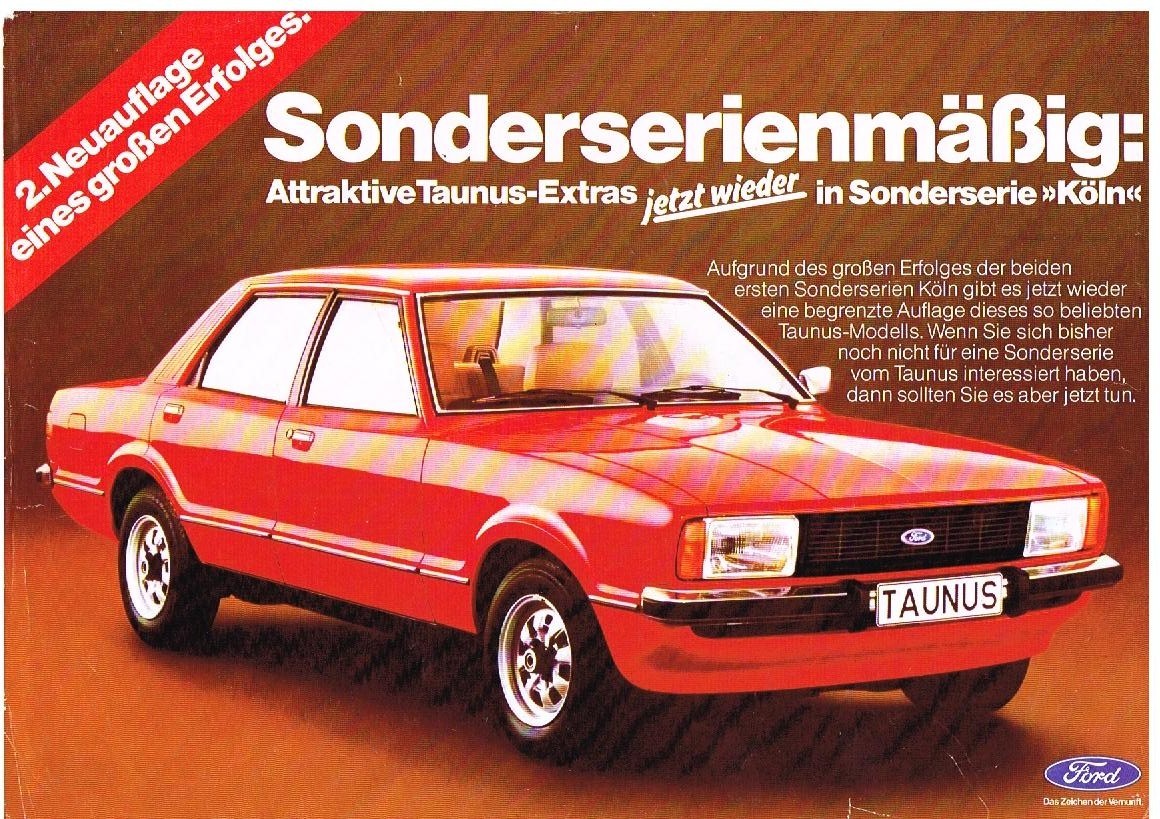 2. Neuauflage
eines großen Erfolges.
Sonderserienmäßig:
Attraktive Taunus-Extras jetzt wieder in Sonderserie »Köln«
Aufgrund des großen Erfolges der beiden
ersten Sonderserien Köln gibt es jetzt wieder
eine begrenzte Auflage dieses so beliebten
Taunus-Modells. Wenn Sie sich bisher
noch nicht für eine Sonderserie
vom Taunus interessiert haben,
dann sollten Sie es aber jetzt tun.
Ford
TAUNUS
Ford
Das Zeichen der Vernunft.